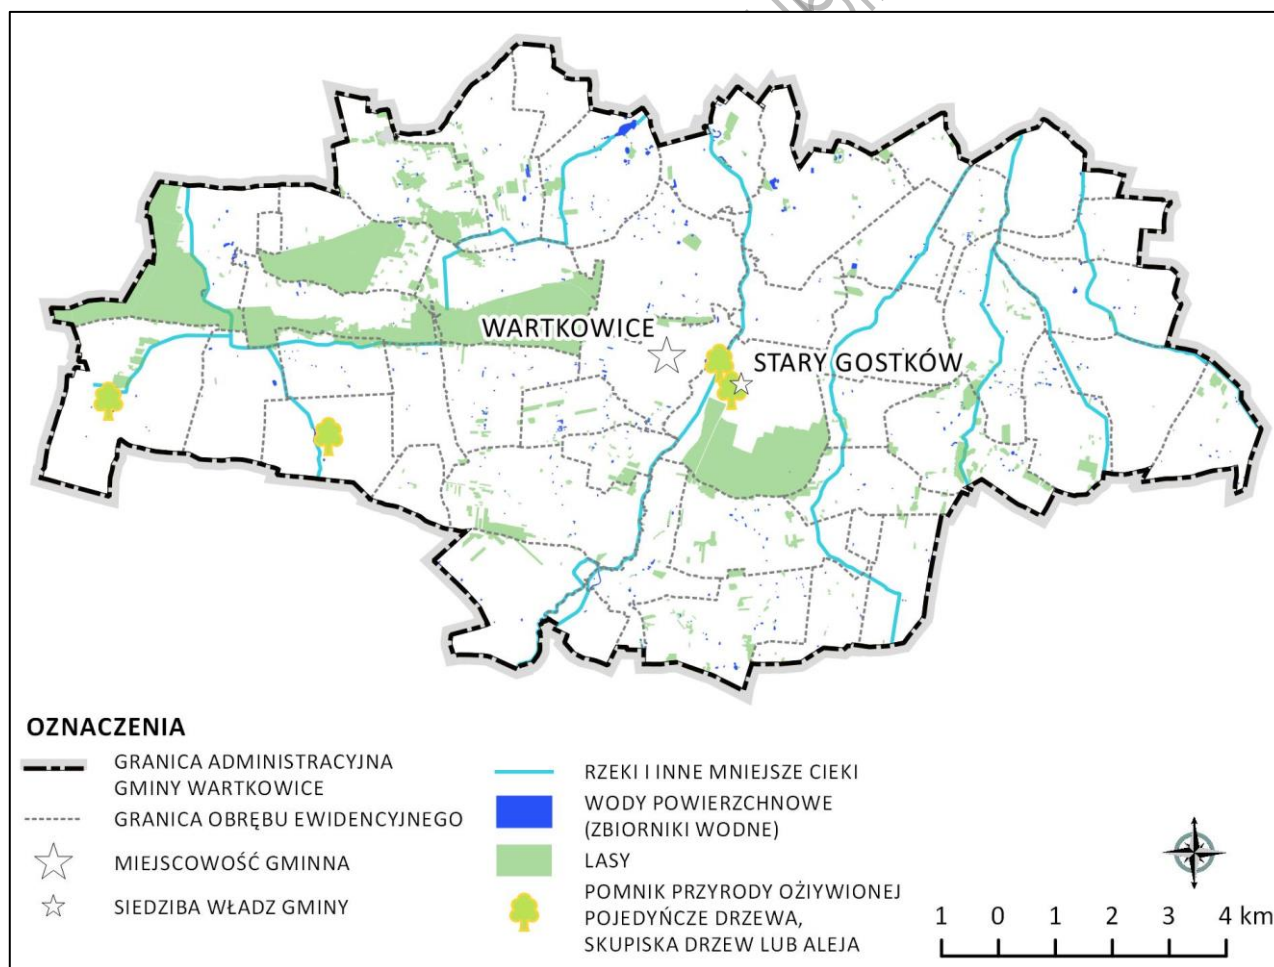 WARTKOWICE
STARY GOSTKÓW
OZNACZENIA
GRANICA ADMINISTRACYJNA
GMINY WARTKOWICE
GRANICA OBRĘBU EWIDENCYJNEGO
MIEJSCOWOŚĆ GMINNA
SIEDZIBA WŁADZ GMINY
RZEKI I INNE MNIEJSZE CIEKI
WODY POWIERZCHNOWE
(ZBIORNIKI WODNE)
LASY
POMNIK PRZYRODY OŻIYWIONEJ
POJEDYŃCZE DRZEWA,
SKUPISKA DRZEW LUB ALEJA
1 0 1 2 3 4 km